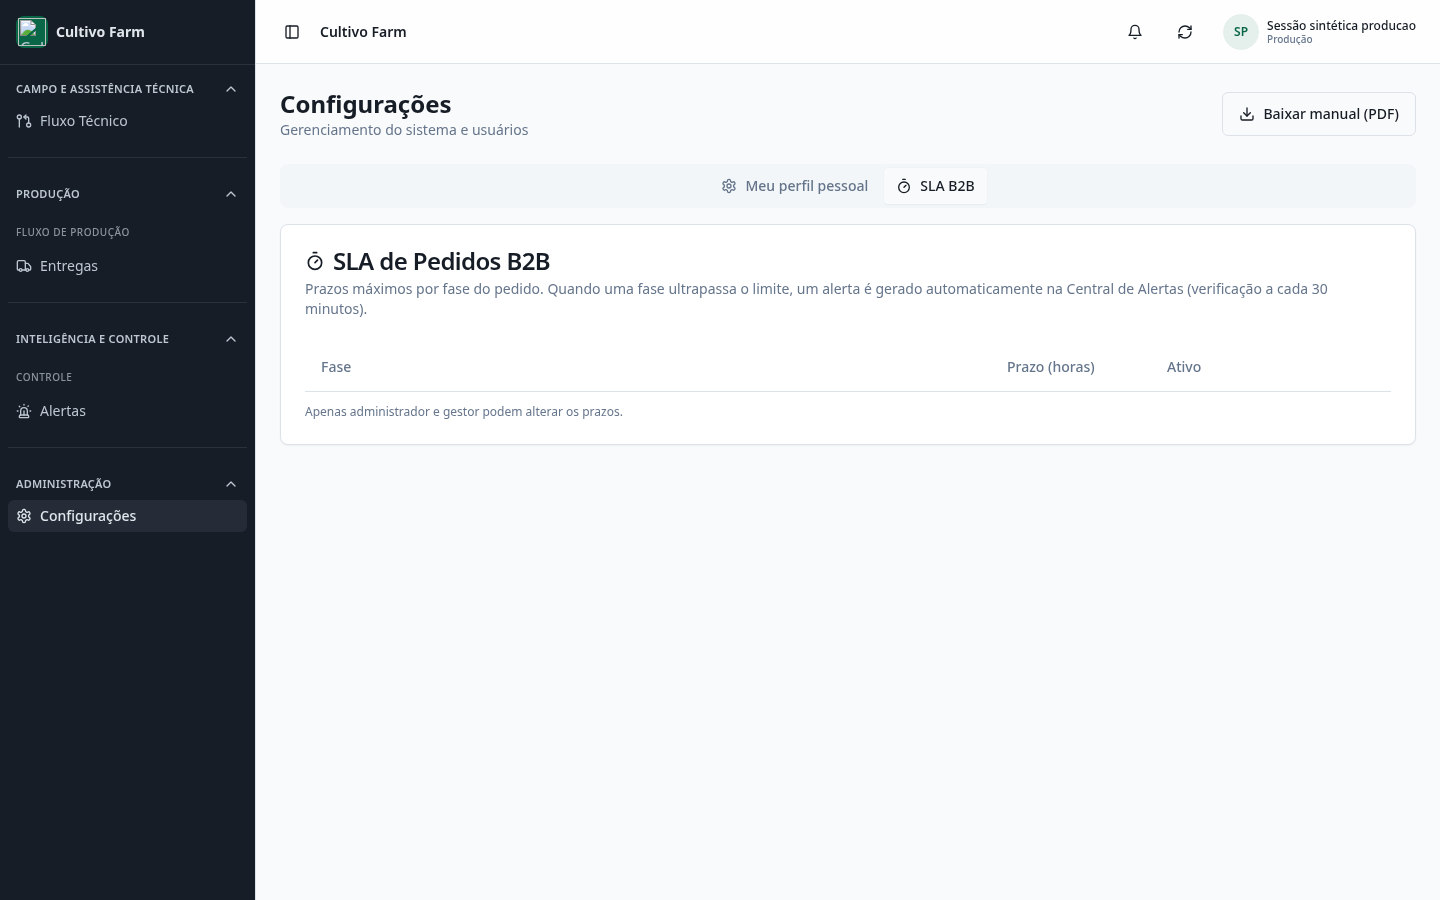 Cultivo Farm
CAMPO E ASSISTÊNCIA TÉCNICA
Fluxo Técnico
PRODUÇÃO
FLUXO DE PRODUÇÃO
Entregas
INTELIGÊNCIA E CONTROLE
CONTROLE
Alertas
ADMINISTRAÇÃO
Configurações
Cultivo Farm
SP
Sessão sintética producao
Produção
Configurações
Gerenciamento do sistema e usuários
Baixar manual (PDF)
Meu perfil pessoal
SLA B2B
SLA de Pedidos B2B
Prazos máximos por fase do pedido. Quando uma fase ultrapassa o limite, um alerta é gerado automaticamente na Central de Alertas (verificação a cada 30
minutos).
Fase
Prazo (horas)
Ativo
Apenas administrador e gestor podem alterar os prazos.